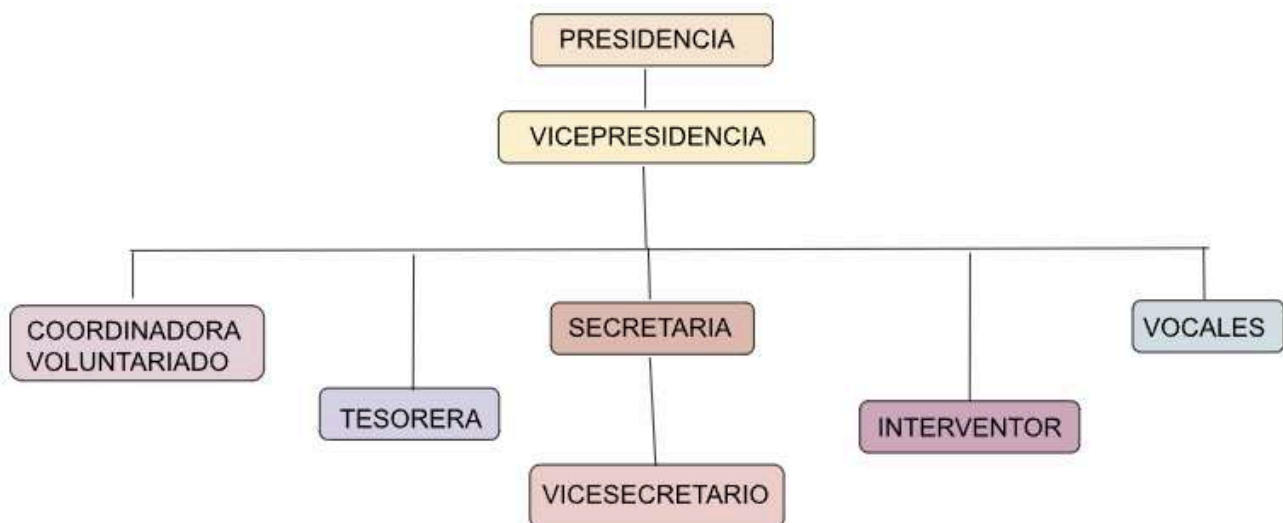 PRESIDENCIA
VICEPRESIDENCIA
COORDINADORA
VOLUNTARIADO
SECRETARIA
VOCALES
TESORERA
INTERVENTOR
VICESECRETARIO